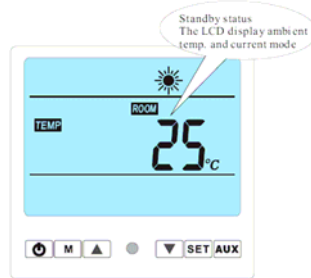 Standby status
The LCD display ambient
temp. and current mode
ROOM
TEMP
25°C
M
SET
AUX